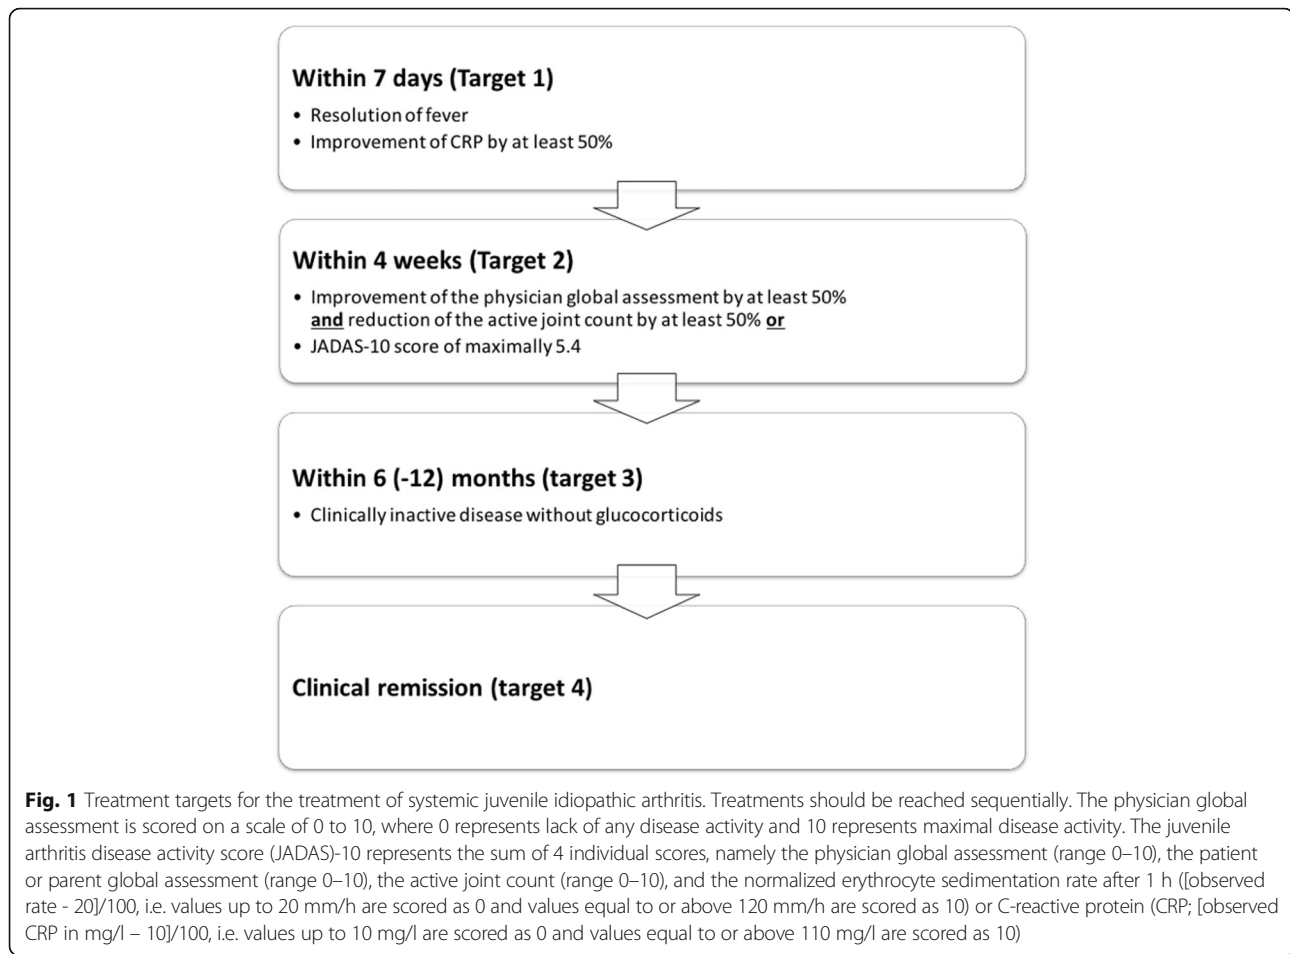 Within 7 days (Target 1)
• Resolution of fever
• Improvement of CRP by at least 50%
Within 4 weeks (Target 2)
• Improvement of the physician global assessment by at least 50%
and reduction of the active joint count by at least 50% or
• JADAS-10 score of maximally 5.4
Within 6 (-12) months (target 3)
• Clinically inactive disease without glucocorticoids
Clinical remission (target 4)
Fig. 1 Treatment targets for the treatment of systemic juvenile idiopathic arthritis. Treatments should be reached sequentially. The physician global
assessment is scored on a scale of 0 to 10, where 0 represents lack of any disease activity and 10 represents maximal disease activity. The juvenile
arthritis disease activity score (JADAS)-10 represents the sum of 4 individual scores, namely the physician global assessment (range 0–10), the patient
or parent global assessment (range 0–10), the active joint count (range 0–10), and the normalized erythrocyte sedimentation rate after 1 h ([observed
rate - 20]/100, i.e. values up to 20 mm/h are scored as 0 and values equal to or above 120 mm/h are scored as 10) or C-reactive protein (CRP; [observed
CRP in mg/l – 10]/100, i.e. values up to 10 mg/l are scored as 0 and values equal to or above 110 mg/l are scored as 10)